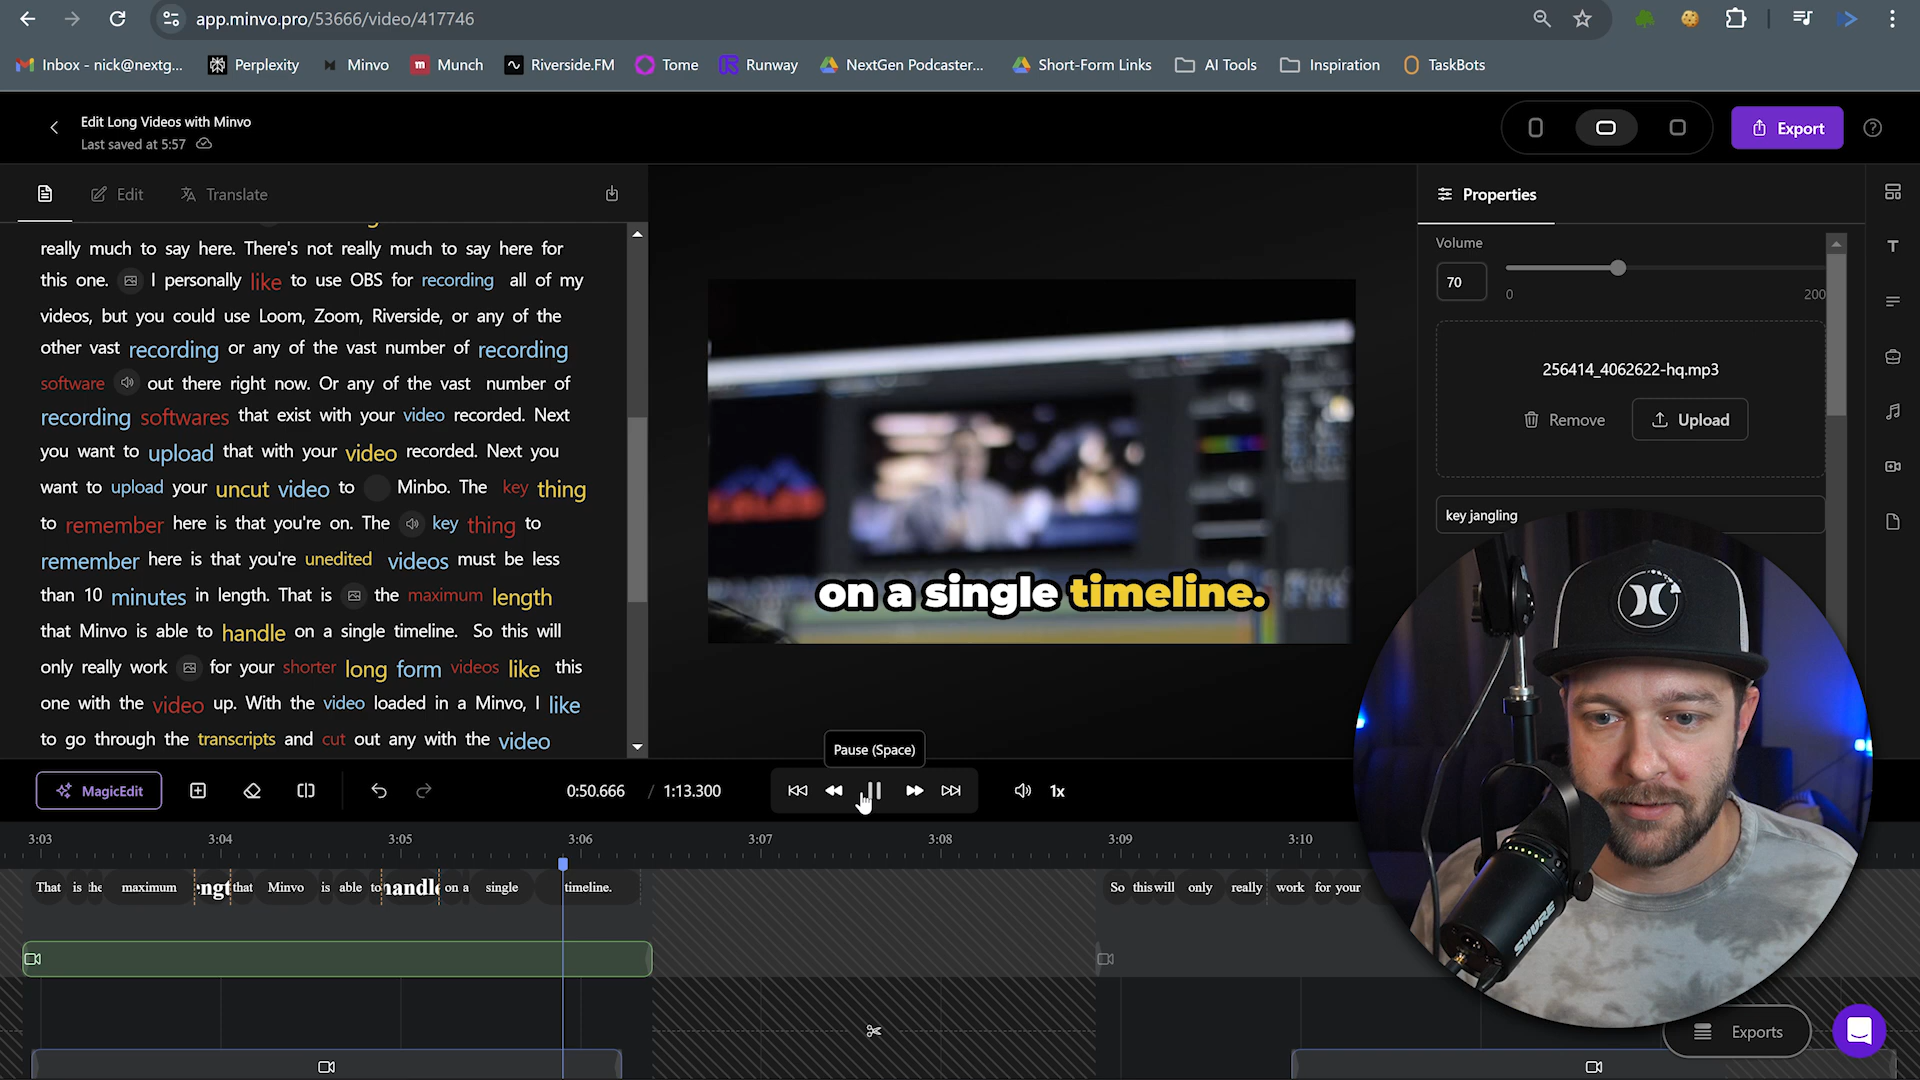 app.minvo.pro/53666/video/417746
Inbox - nick@nextg...
Perplexity
Minvo
Munch
Riverside.FM
Tome
Runway
NextGen Podcaster...
Short-Form Links
AI Tools
Inspiration
TaskBots
Edit Long Videos with Minvo
Last saved at 5:57
Export
Edit
Translate
Properties
really much to say here. There's not really much to say here for
this one. I personally like to use OBS for recording all of my
videos, but you could use Loom, Zoom, Riverside, or any of the
other vast recording or any of the vast number of recording
software out there right now. Or any of the vast number of
recording softwares that exist with your video recorded. Next
you want to upload that with your video recorded. Next you
want to upload your uncut video to Minbo. The key thing
to remember here is that you're on. The key thing to
remember here is that you're unedited videos must be less
than 10 minutes in length. That is the maximum length
that Minvo is able to handle on a single timeline. So this will
only really work for your shorter long form videos like this
one with the video up. With the video loaded in a Minvo, I like
to go through the transcripts and cut out any with the video
on a single timeline.
Volume
70
0
200
256414_4062622-hq.mp3
Remove
Upload
key jangling
Pause (Space)
MagicEdit
0:50.666 / 1:13.300
1x
3:03
3:04
3:05
3:06
3:07
3:08
3:09
3:10
That is the maximum that Minvo is able to handle on a single timeline.
So this will only really work for your
SHURE
Exports